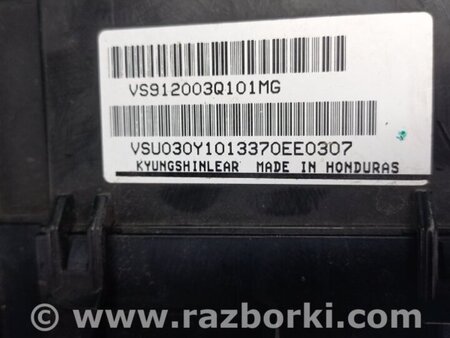 VS912003Q101MG
VSU030Y1013370EE0307
KYUNGSHINLEAR MADE IN HONDURAS
© www.razborki.com